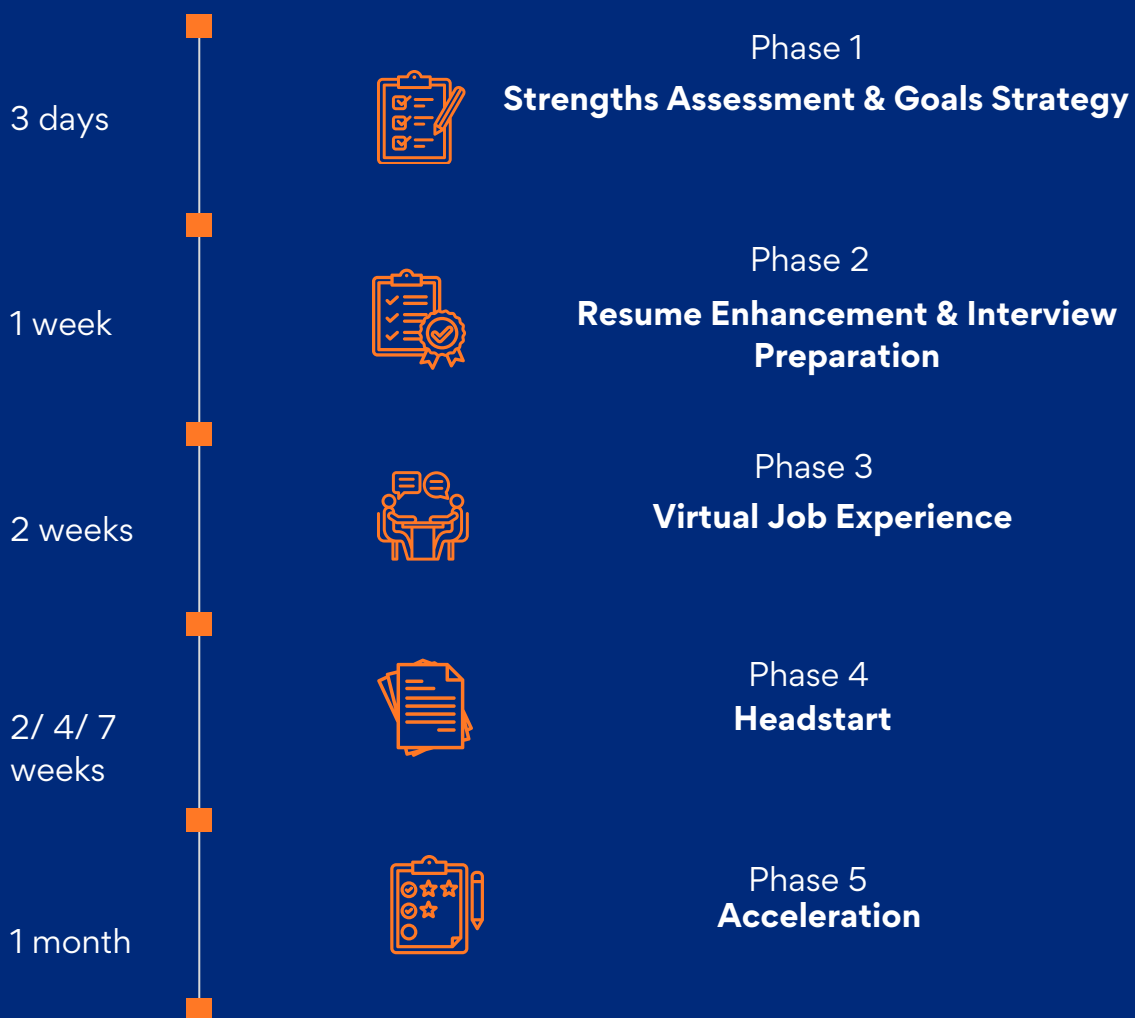 Phase 1
Strengths Assessment & Goals Strategy
3 days
Phase 2
Resume Enhancement & Interview
Preparation
1 week
Phase 3
Virtual Job Experience
2 weeks
Phase 4
Headstart
2/ 4/ 7
weeks
Phase 5
Acceleration
1 month